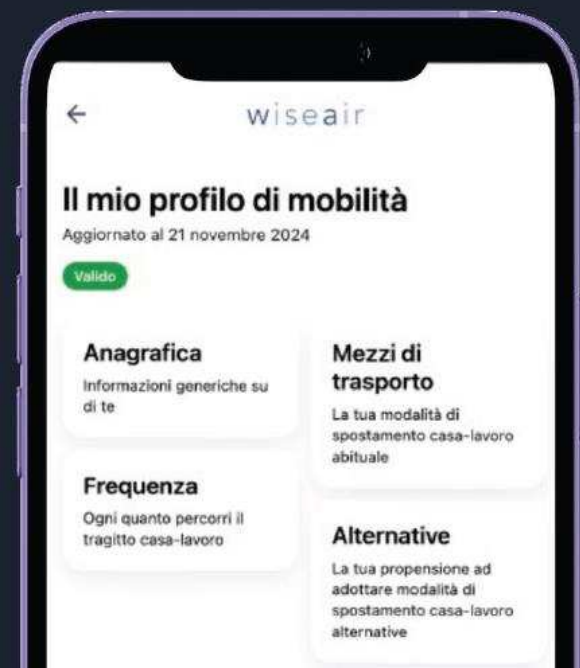 wiseair
Il mio profilo di mobilità
Aggiornato al 21 novembre 2024
Valido
Anagrafica
Informazioni generiche su
di te
Mezzi di
trasporto
La tua modalità di
spostamento casa-lavoro
abituale
Frequenza
Ogni quanto percorri il
tragitto casa-lavoro
Alternative
La tua propensione ad
adottare modalità di
spostamento casa-lavoro
alternative